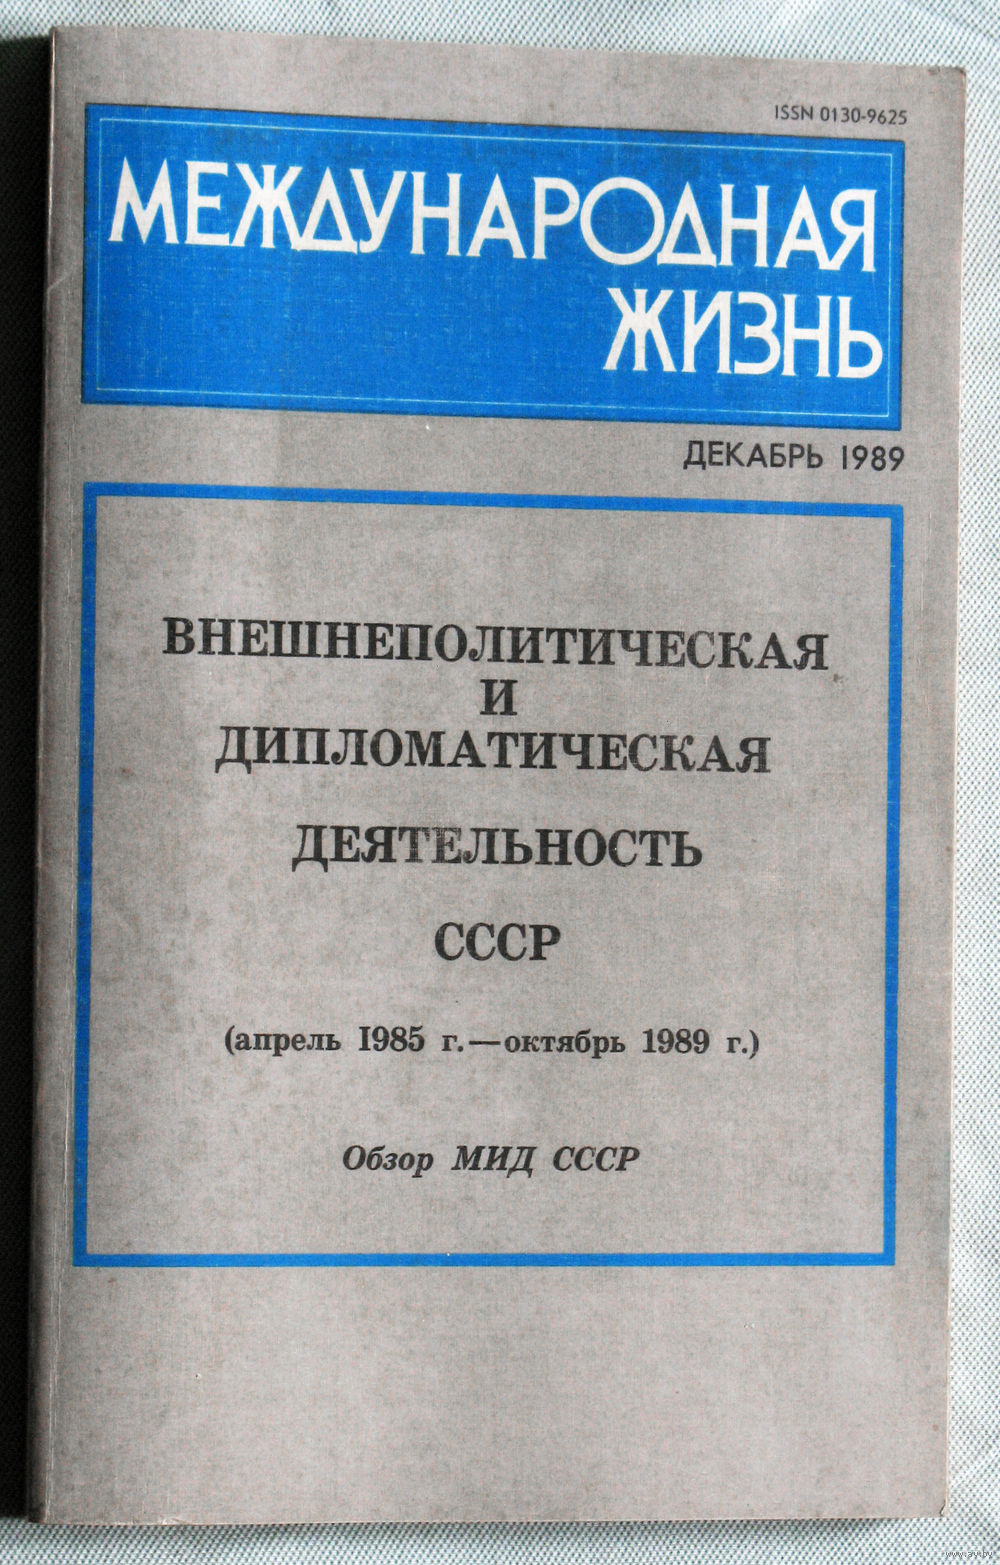 ISSN 0130-9625
МЕЖДУНАРОДНАЯ
ЖИЗНЬ
ДЕКАБРЬ 1989
ВНЕШНЕПОЛИТИЧЕСКАЯ
И
ДИПЛОМАТИЧЕСКАЯ
ДЕЯТЕЛЬНОСТЬ
СССР
(апрель 1985 г.—октябрь 1989 г.)
Обзор МИД СССР